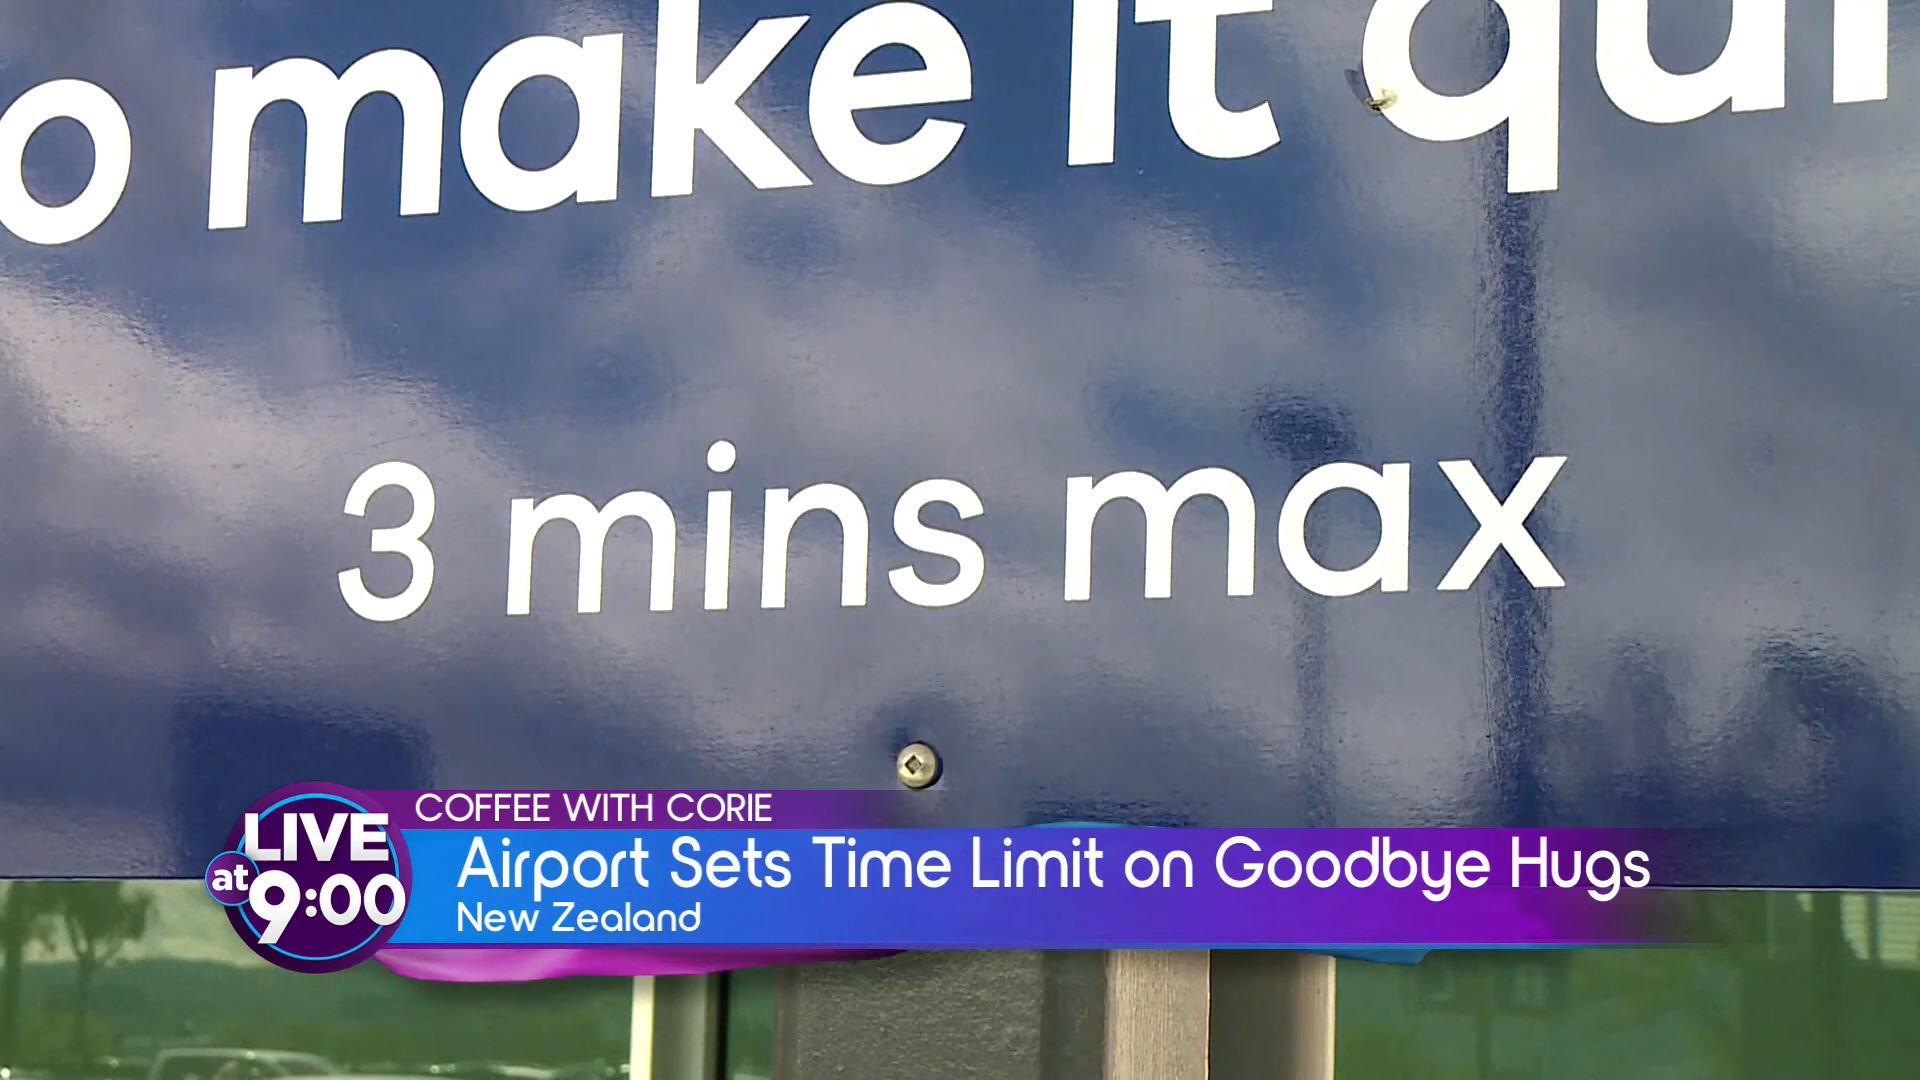 o make it qui
3 mins max
COFFEE WITH CORIE
LIVE
at
9:00
Airport Sets Time Limit on Goodbye Hugs
New Zealand